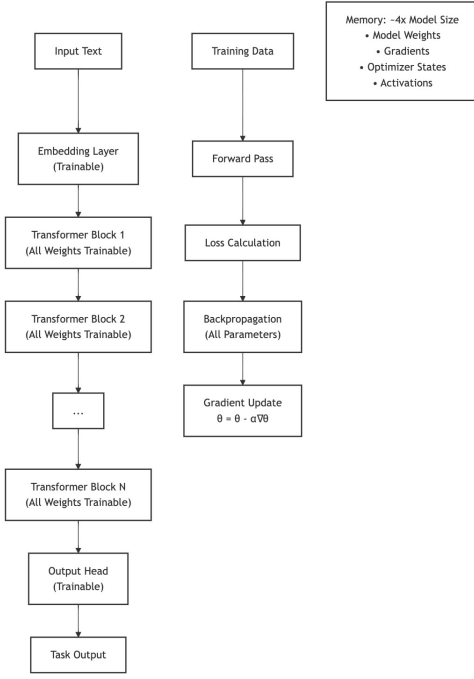 Input Text
Embedding Layer
(Trainable)
Transformer Block 1
(All Weights Trainable)
Transformer Block 2
(All Weights Trainable)
...
Transformer Block N
(All Weights Trainable)
Output Head
(Trainable)
Task Output
Training Data
Forward Pass
Loss Calculation
Backpropagation
(All Parameters)
Gradient Update
θ = θ - α∇θ
Memory: ~4x Model Size
• Model Weights
• Gradients
• Optimizer States
• Activations